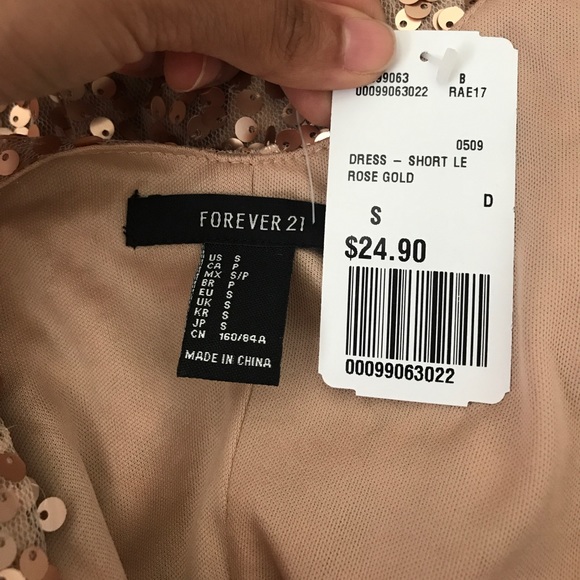 99063 B
00099063022 RAE17
0509
DRESS – SHORT LE
ROSE GOLD
D
S
$24.90
00099063022
FOREVER 21
US S
CA P
MX S/P
BR P
EU S
UK S
KR S
JP S
CN 160/84A
MADE IN CHINA